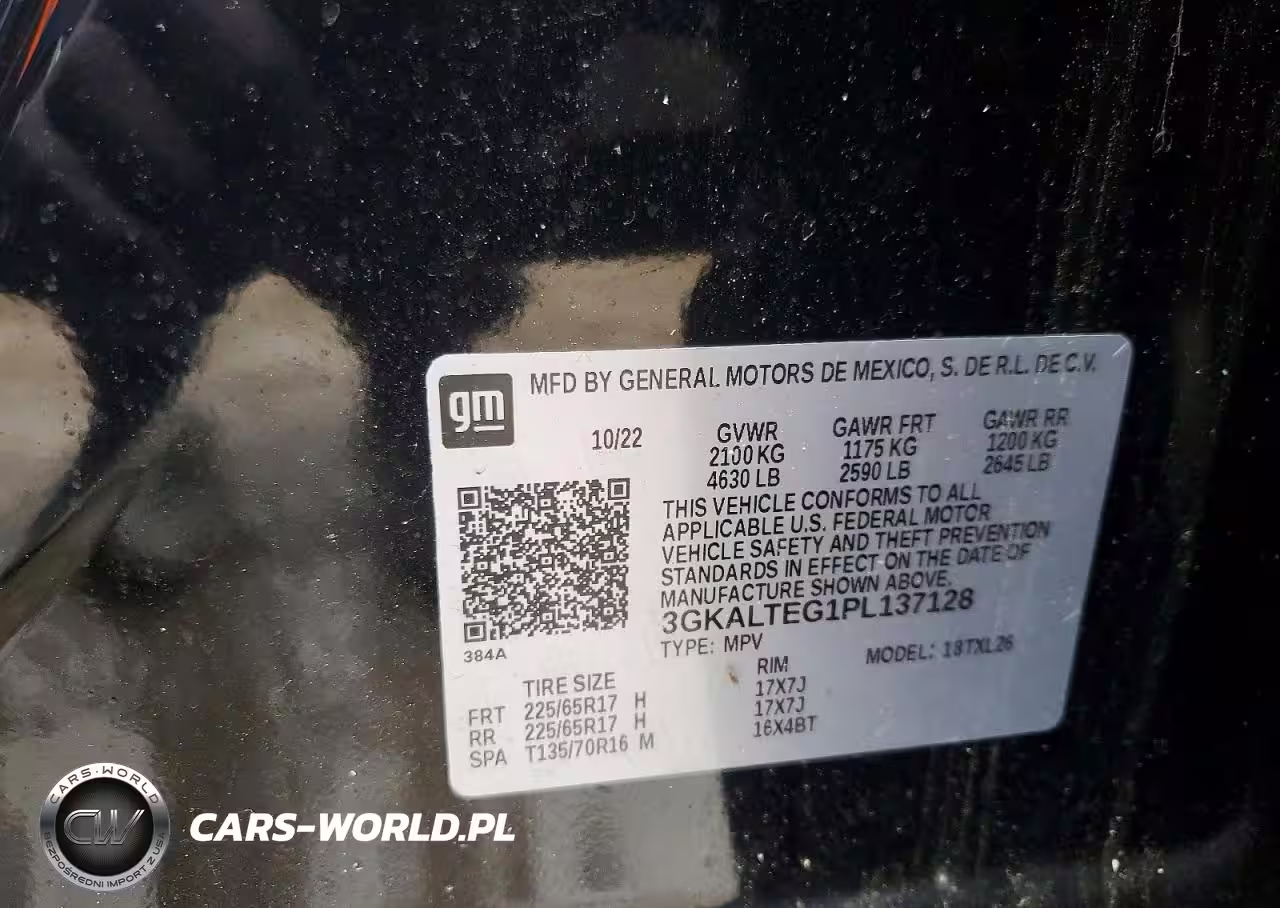 gm
MFD BY GENERAL MOTORS DE MEXICO, S. DE R.L. DE C.V.
10/22
GVWR GAWR FRT GAWR RR
2100 KG 1175 KG 1200 KG
4630 LB 2590 LB 2645 LB
THIS VEHICLE CONFORMS TO ALL
APPLICABLE U.S. FEDERAL MOTOR
VEHICLE SAFETY AND THEFT PREVENTION
STANDARDS IN EFFECT ON THE DATE OF
MANUFACTURE SHOWN ABOVE.
3GKALTEG1PL137128
384A
TYPE: MPV MODEL: 18TXL26
TIRE SIZE RIM
FRT 225/65R17 H 17X7J
RR 225/65R17 H 17X7J
SPA T135/70R16 M 16X4BT
CARS-WORLD
CW
BEZPOŚREDNI IMPORT Z USA
CARS-WORLD.PL